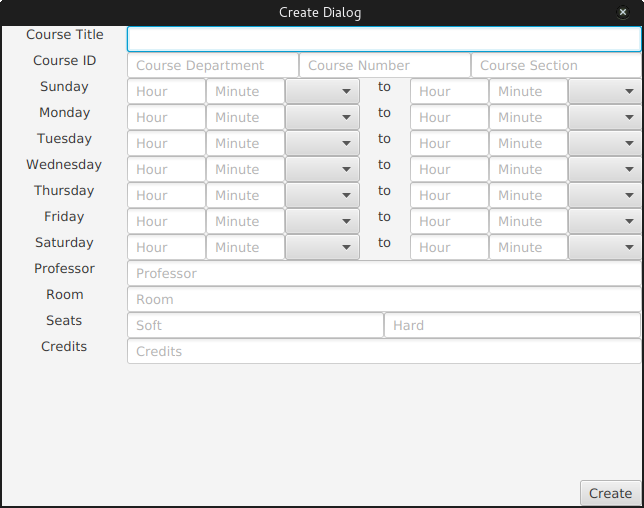 Create Dialog
Course Title
Course ID Course Department Course Number Course Section
Sunday Hour Minute to Hour Minute
Monday Hour Minute to Hour Minute
Tuesday Hour Minute to Hour Minute
Wednesday Hour Minute to Hour Minute
Thursday Hour Minute to Hour Minute
Friday Hour Minute to Hour Minute
Saturday Hour Minute to Hour Minute
Professor Professor
Room Room
Seats Soft Hard
Credits Credits
Create